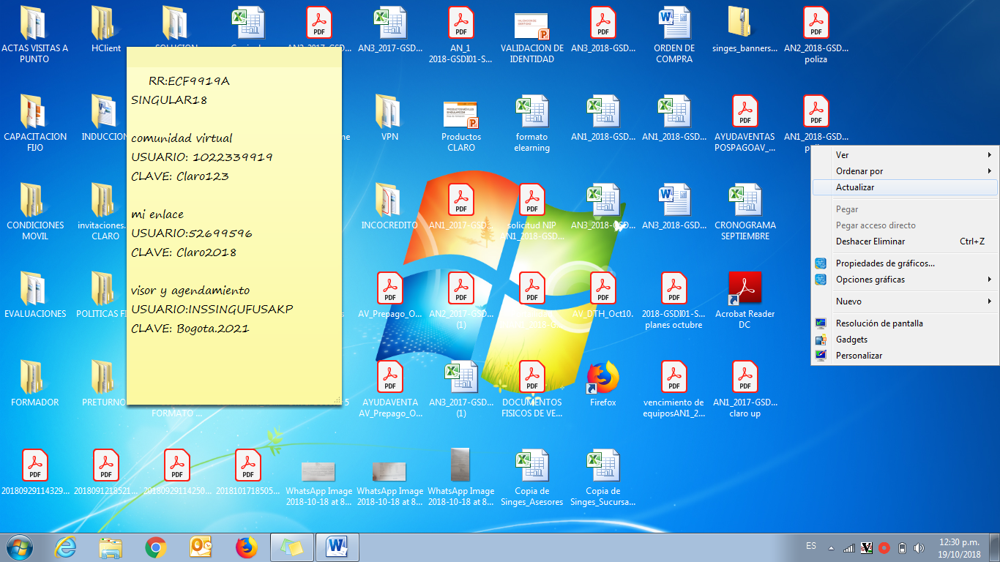 ACTAS VISITAS A PUNTO
HClient
SOLUCION
AN2_2017-GSD...
AN3_2017-GSD...
AN_1
2018-GSDI01-S...
VALIDACION DE IDENTIDAD
AN3_2018-GSD...
ORDEN DE COMPRA
singes_banners...
AN2_2018-GSD...
poliza
RR:ECF9919A
SINGULAR18
comunidad virtual
USUARIO: 1022339919
CLAVE: Claro123
mi enlace
USUARIO:52699596
CLAVE: Claro2018
visor y agendamiento
USUARIO:INSSINGUFUSAKP
CLAVE: Bogota.2021
CAPACITACION FIJO
INDUCCION
VPN
Productos CLARO
formato elearning
AN1_2018-GSD...
AN1_2018-GSD...
AYUDAVENTAS
POSPAGOAV_...
AN1_2018-GSD...
CONDICIONES MOVIL
invitaciones.
CLARO
INCOCREDITO
AN1_2017-GSD...
solicitud NIP
AN1_2018-GSD...
AN3_2018-GSD...
AN3_2018-GSD...
CRONOGRAMA SEPTIEMBRE
EVALUACIONES
POLITICAS
AV_Prepago_O...
AN2_2017-GSD...
(1)
AV_DTH_Oct10.
2018-GSDI01-S...
planes octubre
Acrobat Reader DC
FORMADOR
PRETURNO
FORMATO ...
5
AYUDAVENTA
AV_Prepago_O...
AN3_2017-GSD...
(1)
DOCUMENTOS
FISICOS DE VE...
Firefox
vencimiento de
equiposAN1_2...
AN1_2017-GSD...
claro up
20180929114329...
2018091218521...
20180929114250...
2018101718505...
WhatsApp Image
2018-10-18 at 8...
WhatsApp Image
2018-10-18 at 8...
WhatsApp Image
2018-10-18 at 8...
Copia de
Singes_Asesores
Copia de
Singes_Sucursa...
Ver
Ordenar por
Actualizar
Pegar
Pegar acceso directo
Deshacer Eliminar Ctrl+Z
Propiedades de gráficos...
Opciones gráficas
Nuevo
Resolución de pantalla
Gadgets
Personalizar
ES
12:30 p.m.
19/10/2018